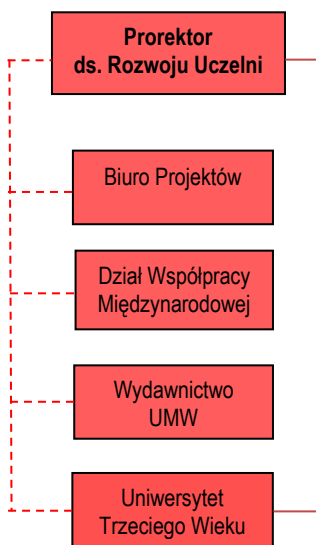 Prorektor
ds. Rozwoju Uczelni
Biuro Projektów
Dział Współpracy
Międzynarodowej
Wydawnictwo
UMW
Uniwersytet
Trzeciego Wieku